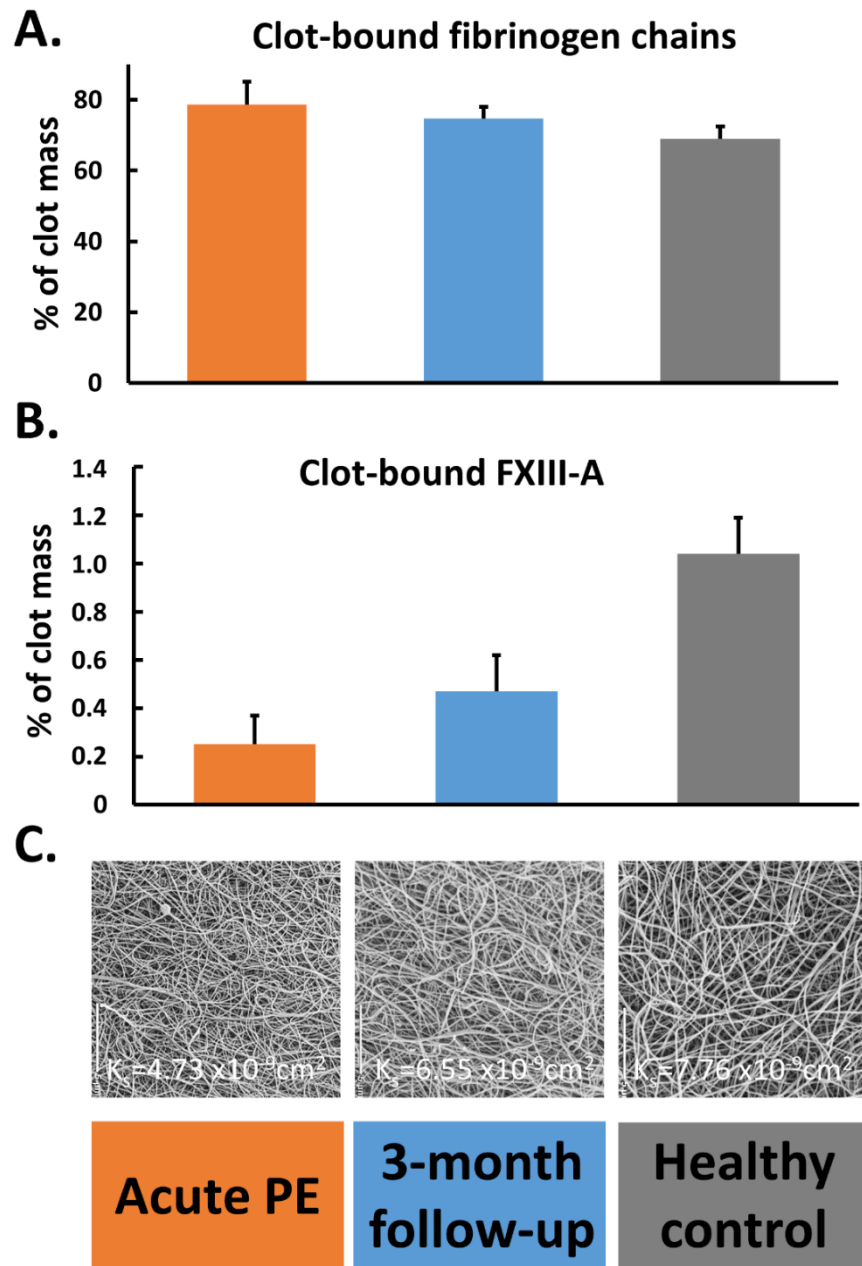 A.
Clot-bound fibrinogen chains
% of clot mass
80
60
40
20
0
B.
Clot-bound FXIII-A
% of clot mass
1.4
1.2
1.0
0.8
0.6
0.4
0.2
0
C.
Ks=4.73 x10⁻⁹cm²
Ks=6.55 x10⁻⁹cm²
Ks=7.76 x10⁻⁹cm²
Acute PE
3-month
follow-up
Healthy
control